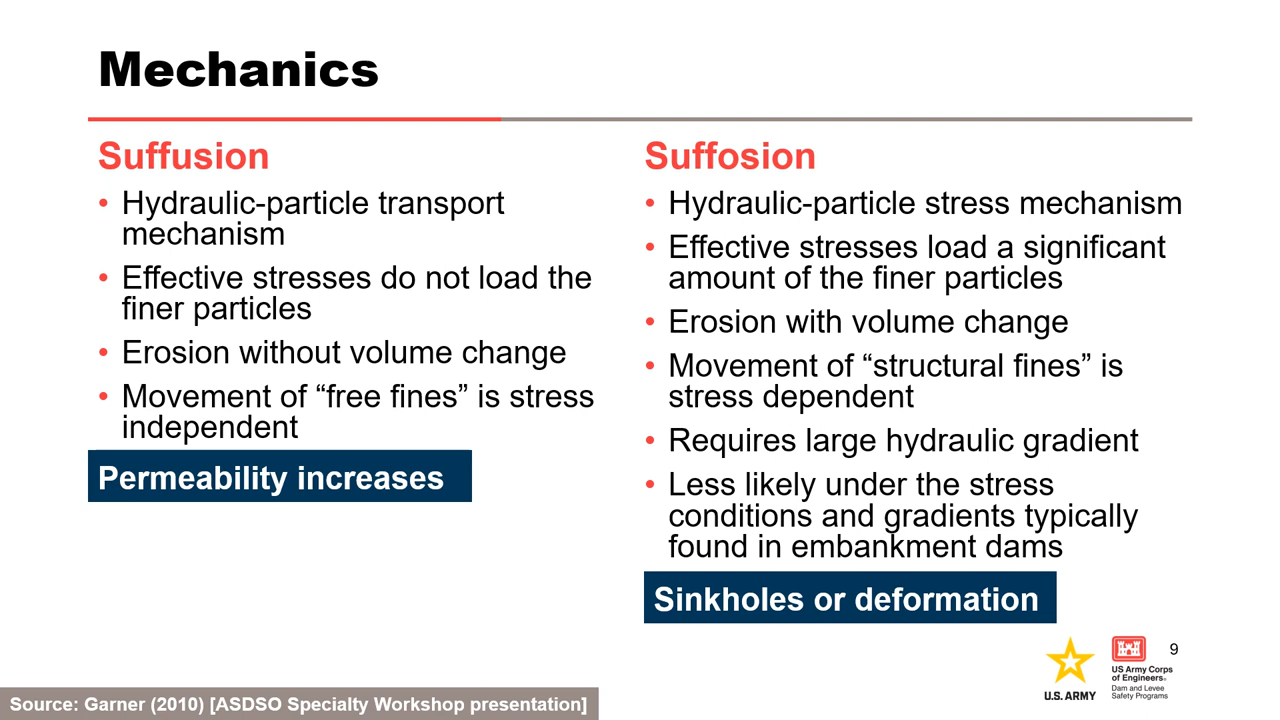 Mechanics
Suffusion
• Hydraulic-particle transport
mechanism
• Effective stresses do not load the
finer particles
• Erosion without volume change
• Movement of “free fines” is stress
independent
Permeability increases
Suffosion
• Hydraulic-particle stress mechanism
• Effective stresses load a significant
amount of the finer particles
• Erosion with volume change
• Movement of “structural fines” is
stress dependent
• Requires large hydraulic gradient
• Less likely under the stress
conditions and gradients typically
found in embankment dams
Sinkholes or deformation
9
U.S. ARMY
US Army Corps
of Engineers®
Dam and Levee
Safety Programs
Source: Garner (2010) [ASDSO Specialty Workshop presentation]